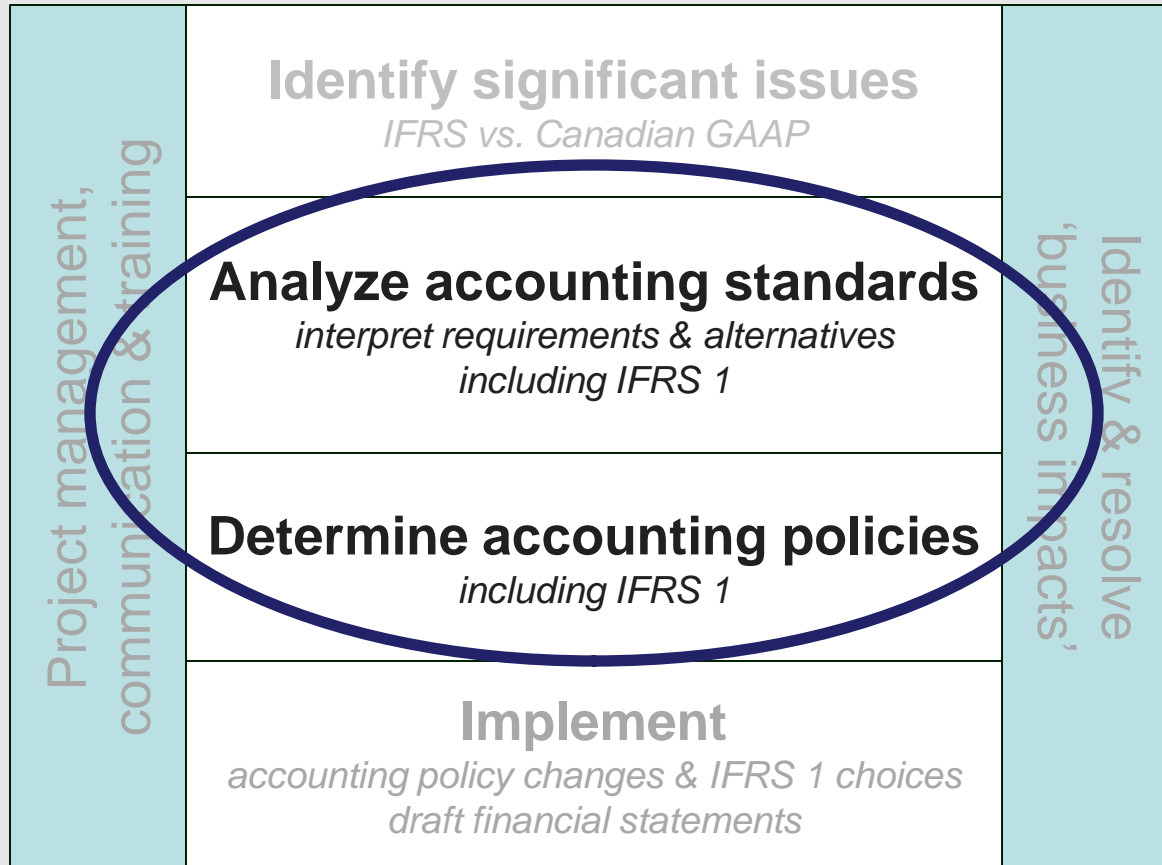 Project management,
communication & training
Identify significant issues
IFRS vs. Canadian GAAP
Analyze accounting standards
interpret requirements & alternatives
including IFRS 1
Determine accounting policies
including IFRS 1
Implement
accounting policy changes & IFRS 1 choices
draft financial statements
Identify & resolve
‘business impacts’